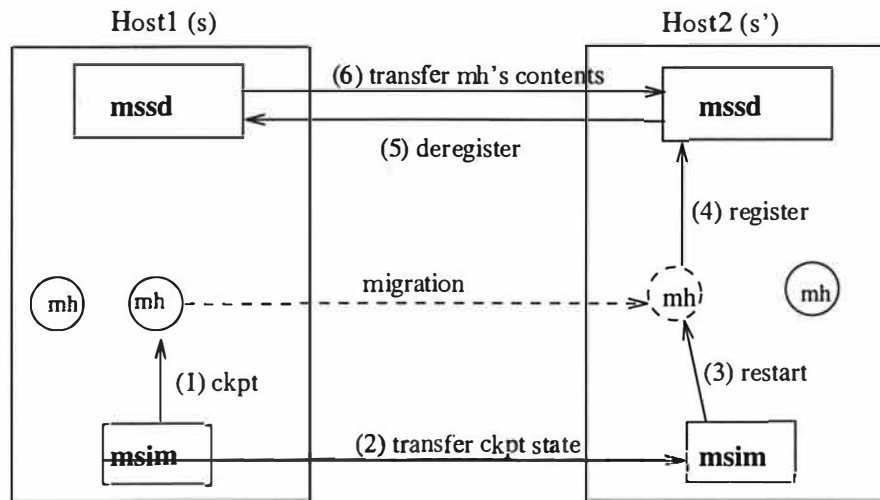 Host1 (s)
Host2 (s')
(6) transfer mh's contents
mssd
mssd
(5) deregister
(4) register
migration
mh
mh
mh
mh
(1) ckpt
(3) restart
(2) transfer ckpt state
msim
msim